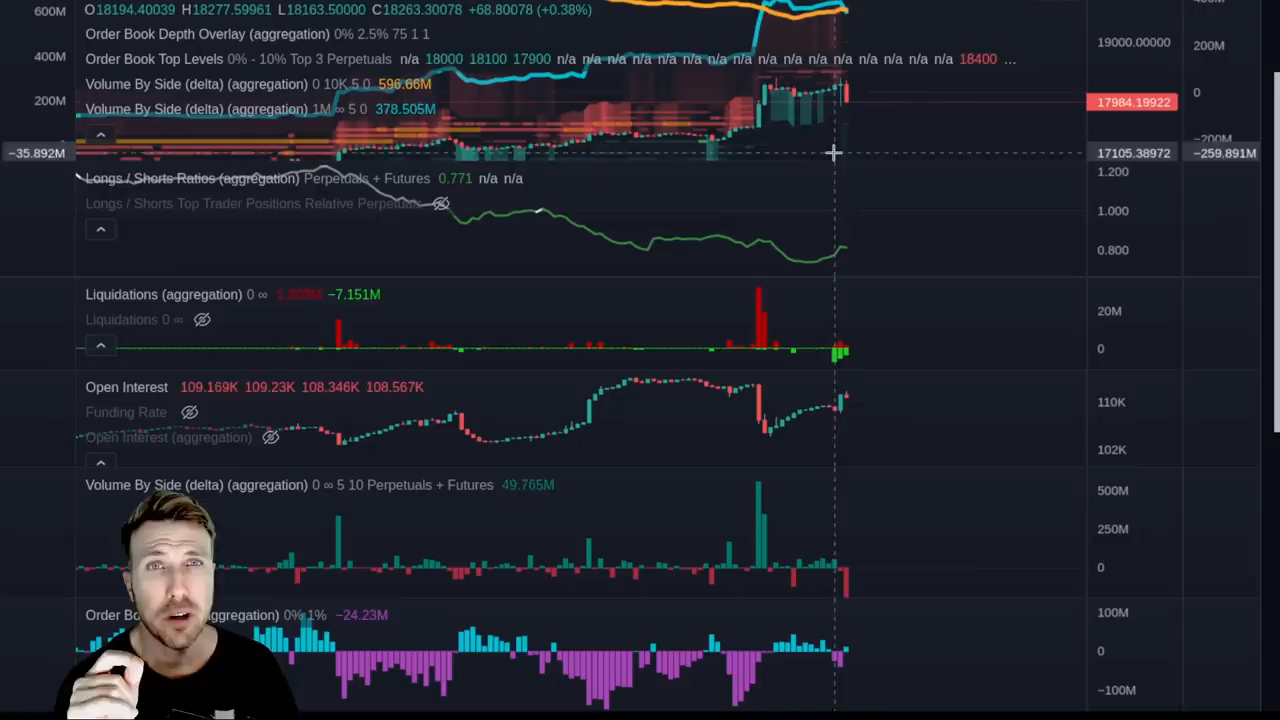 600M
O18194.40039 H18277.59961 L18163.50000 C18263.30078 +68.80078 (+0.38%)
Order Book Depth Overlay (aggregation) 0% 2.5% 75 1 1
19000.00000
200M
400M
Order Book Top Levels 0% - 10% Top 3 Perpetuals n/a 18000 18100 17900 n/a n/a n/a n/a n/a n/a n/a n/a n/a n/a n/a n/a n/a n/a n/a n/a 18400 ...
Volume By Side (delta) (aggregation) 0 10K 5 0 596.66M
0
200M
17984.19922
Volume By Side (delta) (aggregation) 1M ∞ 5 0 378.505M
−200M
−35.892M
17105.38972
−259.891M
1.200
Longs / Shorts Ratios (aggregation) Perpetuals + Futures 0.771 n/a n/a
Longs / Shorts Top Trader Positions Relative Perpetuals
1.000
0.800
Liquidations (aggregation) 0 ∞ −7.151M
20M
Liquidations 0 ∞
0
Open Interest 109.169K 109.23K 108.346K 108.567K
110K
Funding Rate
Open Interest (aggregation)
102K
Volume By Side (delta) (aggregation) 0 ∞ 5 10 Perpetuals + Futures 49.765M
500M
250M
0
Order Bo aggregation) 0% 1% −24.23M
100M
0
−100M